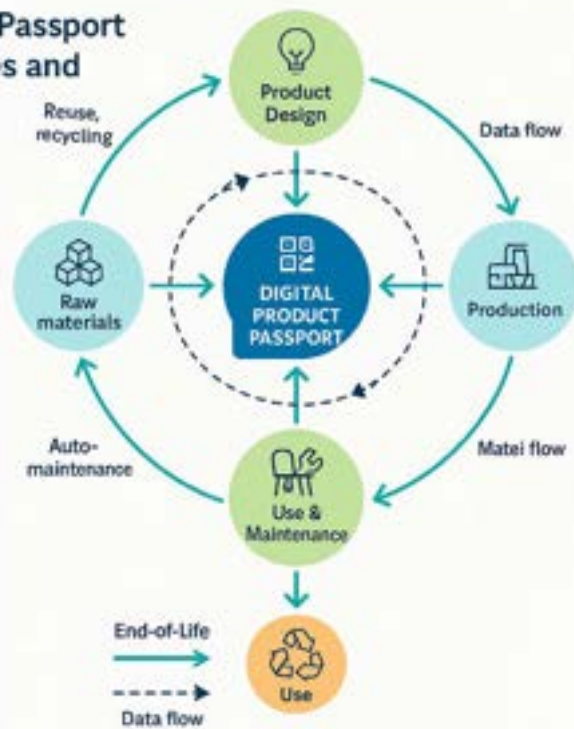 Passport
es and
Product
Design
Reuse,
recycling
Data flow
Raw
materials
DIGITAL
PRODUCT
PASSPORT
Production
Auto-
maintenance
Matei flow
Use &
Maintenance
End-of-Life
Data flow
Use